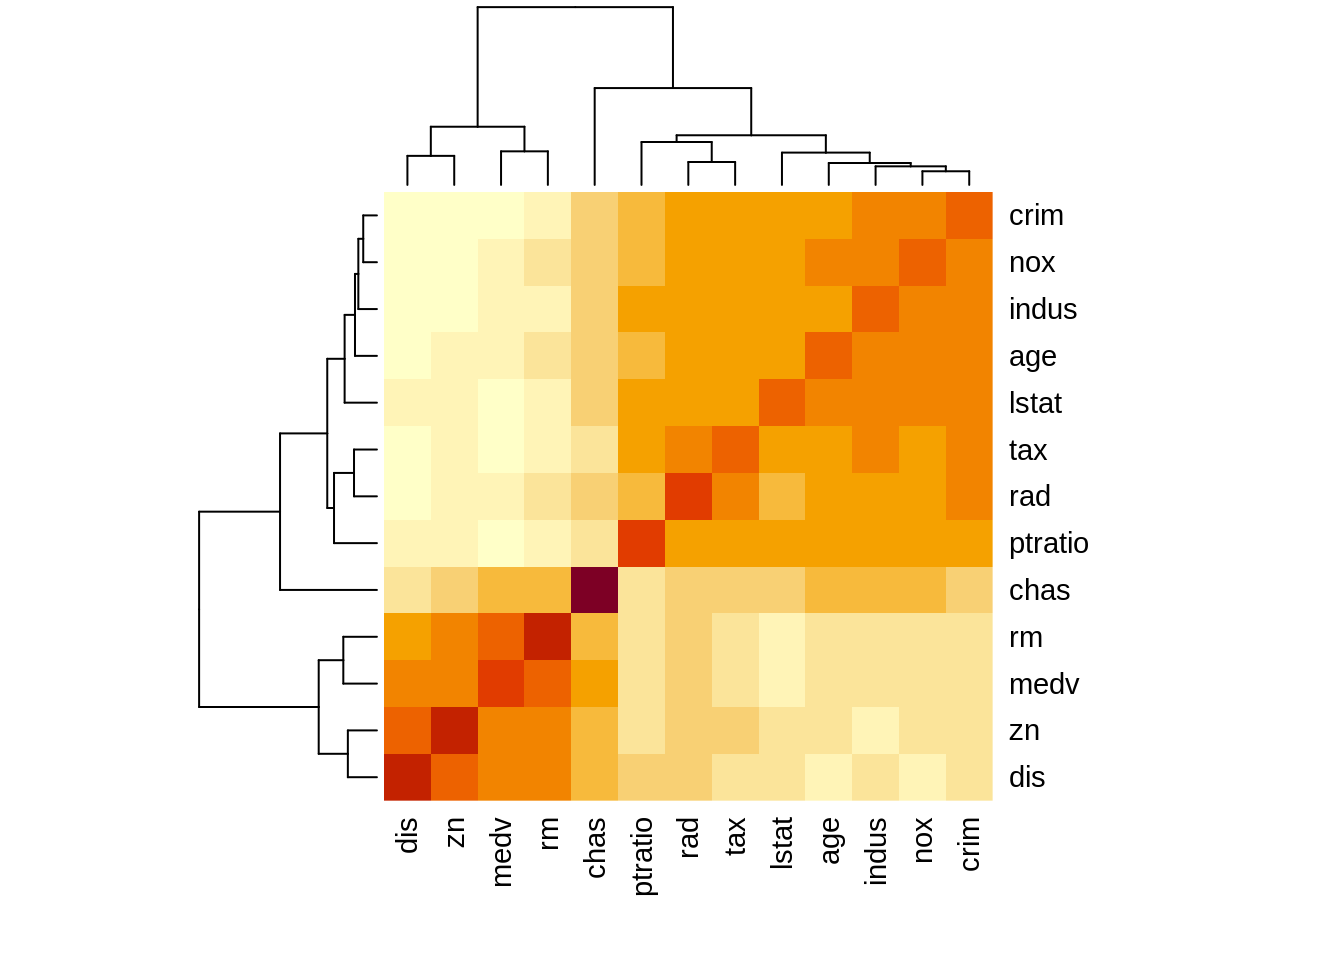 crim
nox
indus
age
lstat
tax
rad
ptratio
chas
rm
medv
zn
dis
dis
zn
medv
rm
chas
ptratio
rad
tax
lstat
age
indus
nox
crim